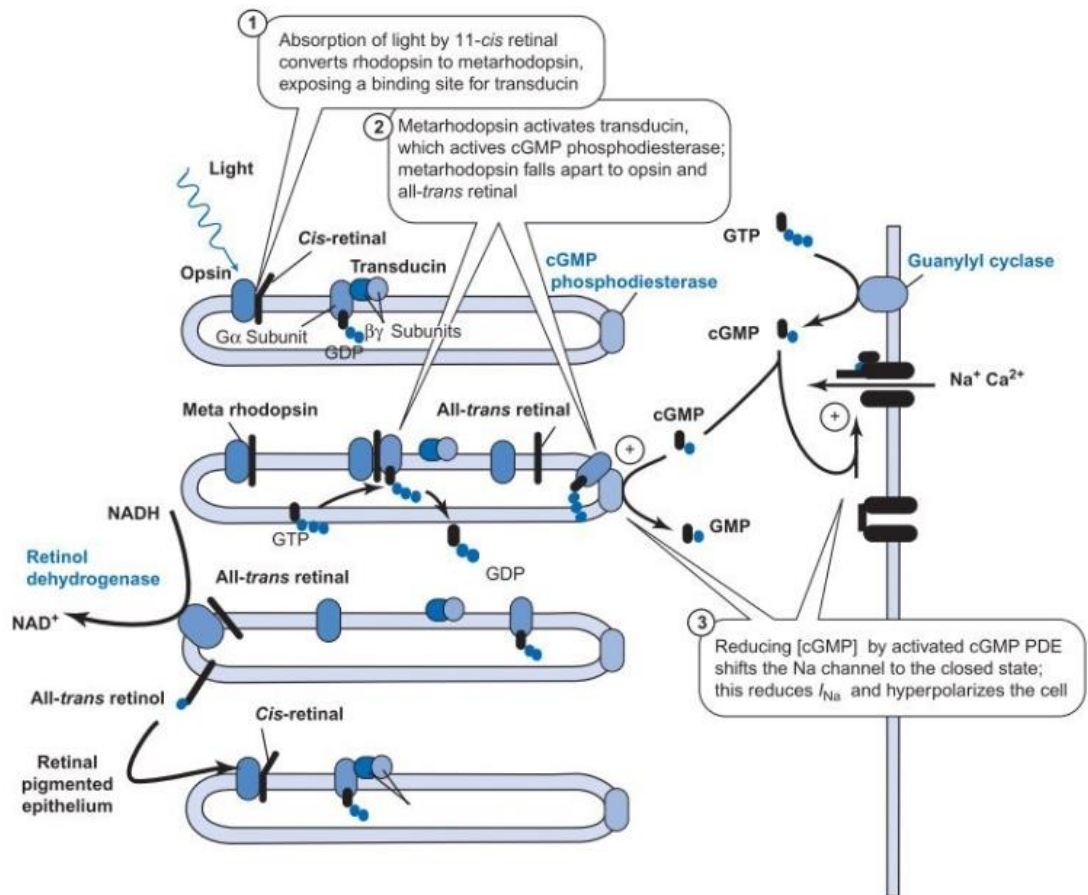 1
Absorption of light by 11-cis retinal
converts rhodopsin to metarhodopsin,
exposing a binding site for transducin
2
Metarhodopsin activates transducin,
which actives cGMP phosphodiesterase;
metarhodopsin falls apart to opsin and
all-trans retinal
Light
Cis-retinal
Opsin
Transducin
cGMP
phosphodiesterase
GTP
Guanylyl cyclase
Gα Subunit
βγ Subunits
GDP
cGMP
Na+ Ca2+
+
Meta rhodopsin
All-trans retinal
cGMP
+
NADH
GTP
GDP
GMP
Retinol
dehydrogenase
All-trans retinal
NAD+
3
Reducing [cGMP] by activated cGMP PDE
shifts the Na channel to the closed state;
this reduces INa and hyperpolarizes the cell
All-trans retinol
Cis-retinal
Retinal
pigmented
epithelium